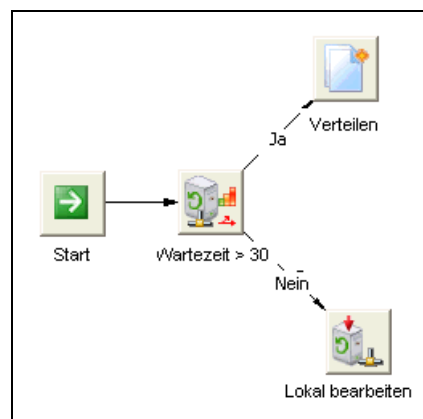 Verteilen
Ja
Start
Wartezeit > 30
Nein
Lokal bearbeiten